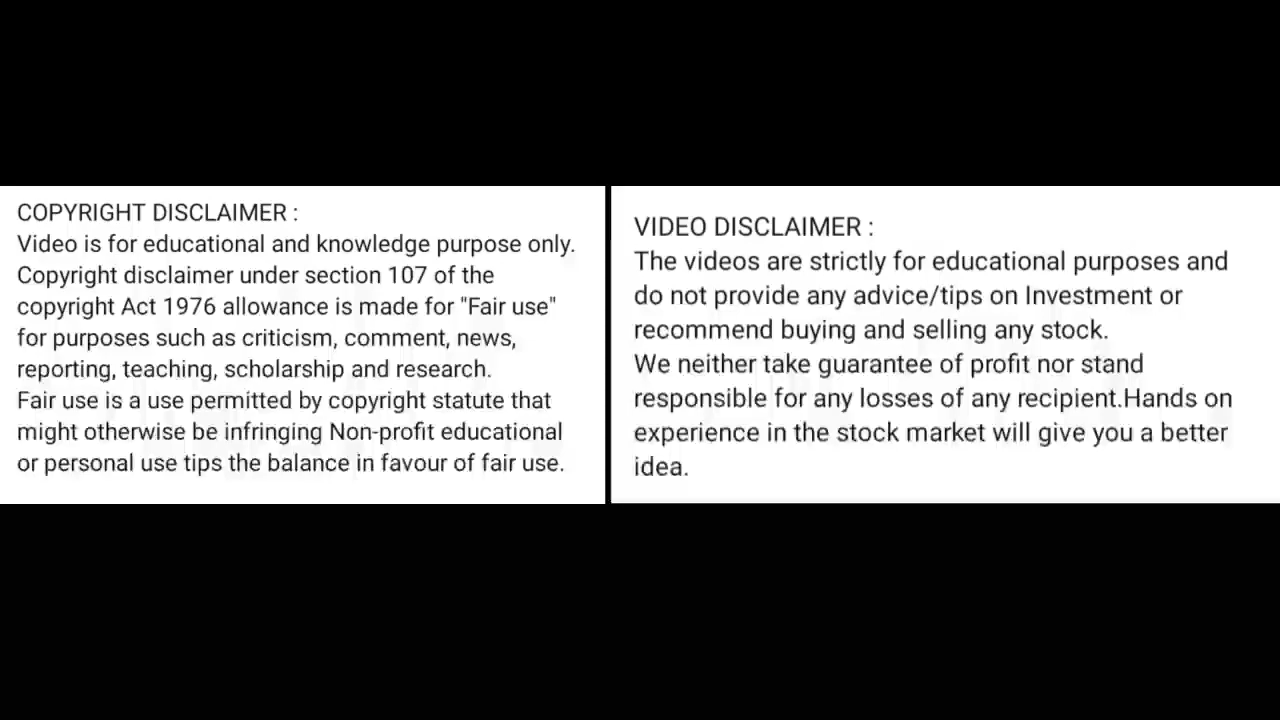 COPYRIGHT DISCLAIMER :
Video is for educational and knowledge purpose only.
Copyright disclaimer under section 107 of the
copyright Act 1976 allowance is made for "Fair use"
for purposes such as criticism, comment, news,
reporting, teaching, scholarship and research.
Fair use is a use permitted by copyright statute that
might otherwise be infringing Non-profit educational
or personal use tips the balance in favour of fair use.
VIDEO DISCLAIMER :
The videos are strictly for educational purposes and
do not provide any advice/tips on Investment or
recommend buying and selling any stock.
We neither take guarantee of profit nor stand
responsible for any losses of any recipient.Hands on
experience in the stock market will give you a better
idea.